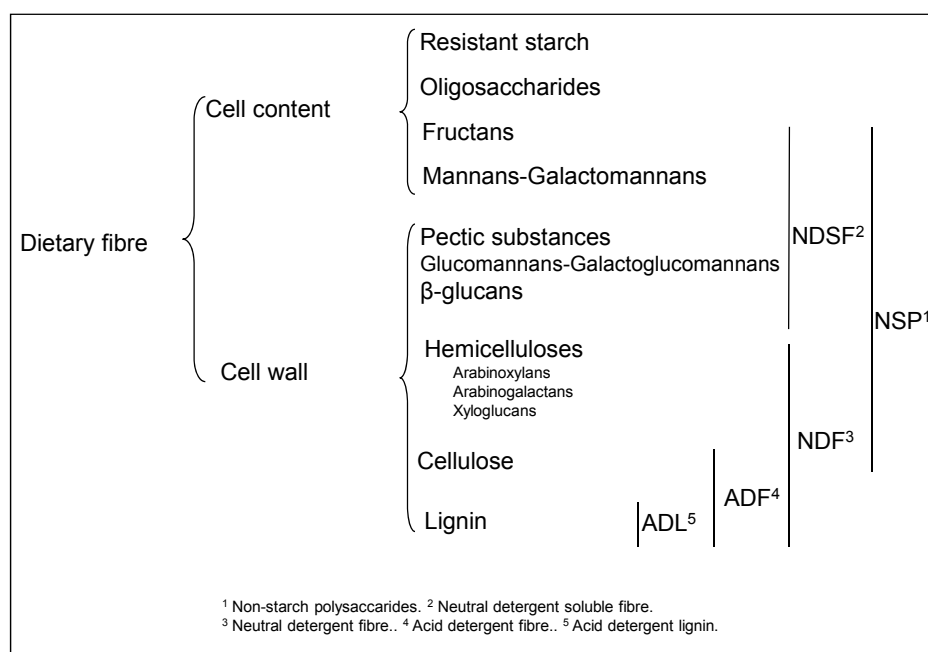 Resistant starch
Oligosaccharides
Cell content
Fructans
Mannans-Galactomannans
Dietary fibre
Pectic substances
NDSF²
Glucomannans-Galactoglucomannans
β-glucans
NSP¹
Hemicelluloses
Cell wall
Arabinoxylans
Arabinogalactans
Xyloglucans
NDF³
Cellulose
ADF⁴
Lignin
ADL⁵
¹ Non-starch polysaccarides. ² Neutral detergent soluble fibre.
³ Neutral detergent fibre.. ⁴ Acid detergent fibre.. ⁵ Acid detergent lignin.